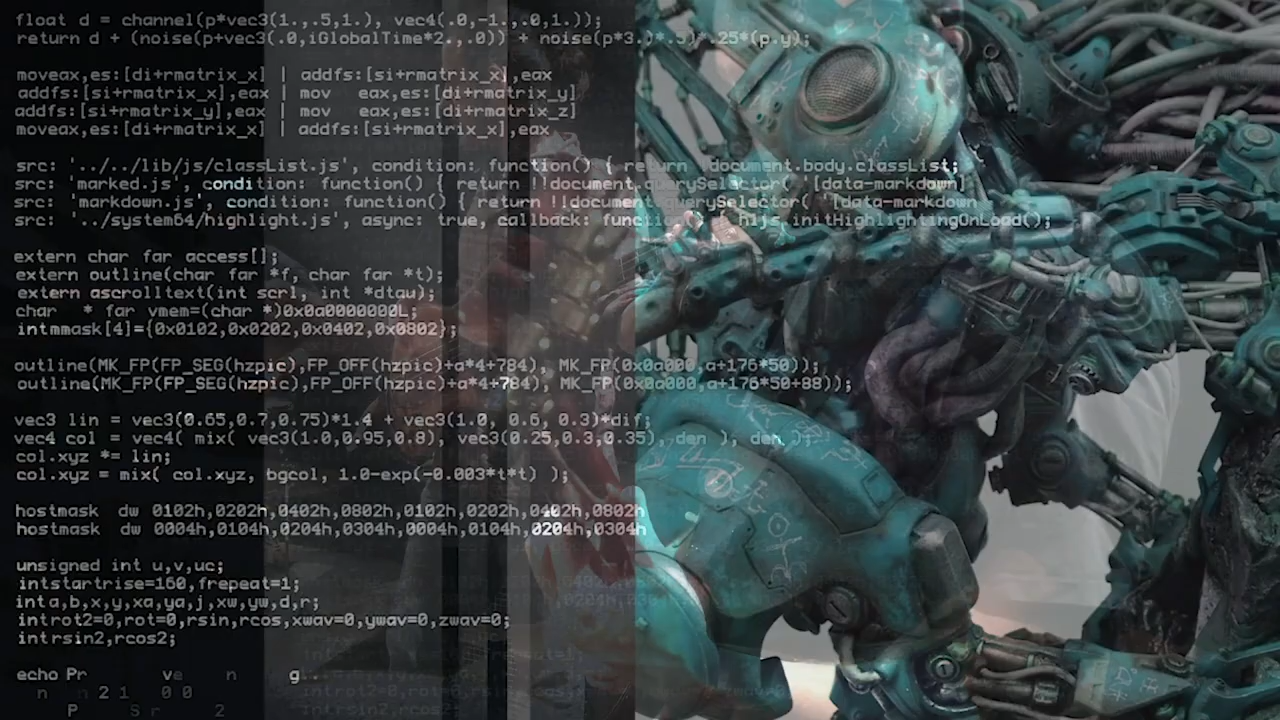 float d = channel(p*vec3(1.,.5,1.), vec4(.0,-1.,.0,1.));
return d + (noise(p+vec3(.0,iGlobalTime*2.,.0)) + noise(p*3.)*.5)*.25*(p.y);
moveax,es:[di+rmatrix_x] | addfs:[si+rmatrix_x],eax
addfs:[si+rmatrix_x],eax | mov eax,es:[di+rmatrix_y]
addfs:[si+rmatrix_y],eax | mov eax,es:[di+rmatrix_z]
moveax,es:[di+rmatrix_x] | addfs:[si+rmatrix_x],eax
src: '../../lib/js/classList.js', condition: function() { return !document.body.classList;
src: 'marked.js', condition: function() { return !!document.querySelector( '[data-markdown]
src: 'markdown.js', condition: function() { return !!document.querySelector( '[data-markdown
src: '../system64/highlight.js', async: true, callback: function() { hljs.initHighlightingOnLoad();
extern char far access[];
extern outline(char far *f, char far *t);
extern ascrolltext(int scrl, int *dtau);
char * far vmem=(char *)0x0a0000000L;
intmmask[4]={0x0102,0x0202,0x0402,0x0802};
outline(MK_FP(FP_SEG(hzpic),FP_OFF(hzpic)+a*4+784), MK_FP(0x0a000,a+176*50));
outline(MK_FP(FP_SEG(hzpic),FP_OFF(hzpic)+a*4+784), MK_FP(0x0a000,a+176*50+88));
vec3 lin = vec3(0.65,0.7,0.75)*1.4 + vec3(1.0, 0.6, 0.3)*dif;
vec4 col = vec4( mix( vec3(1.0,0.95,0.8), vec3(0.25,0.3,0.35), den ), den );
col.xyz *= lin;
col.xyz = mix( col.xyz, bgcol, 1.0-exp(-0.003*t*t) );
hostmask dw 0102h,0202h,0402h,0802h,0102h,0202h,0402h,0802h
hostmask dw 0004h,0104h,0204h,0304h,0004h,0104h,0204h,0304h
unsigned int u,v,uc;
intstartrise=160,frepeat=1;
inta,b,x,y,xa,ya,j,xw,yw,d,r;
introt2=0,rot=0,rsin,rcos,xwav=0,ywav=0,zwav=0;
intrsin2,rcos2;
echo Pr ve n g..
n n 2 1 0 0
P S r 2